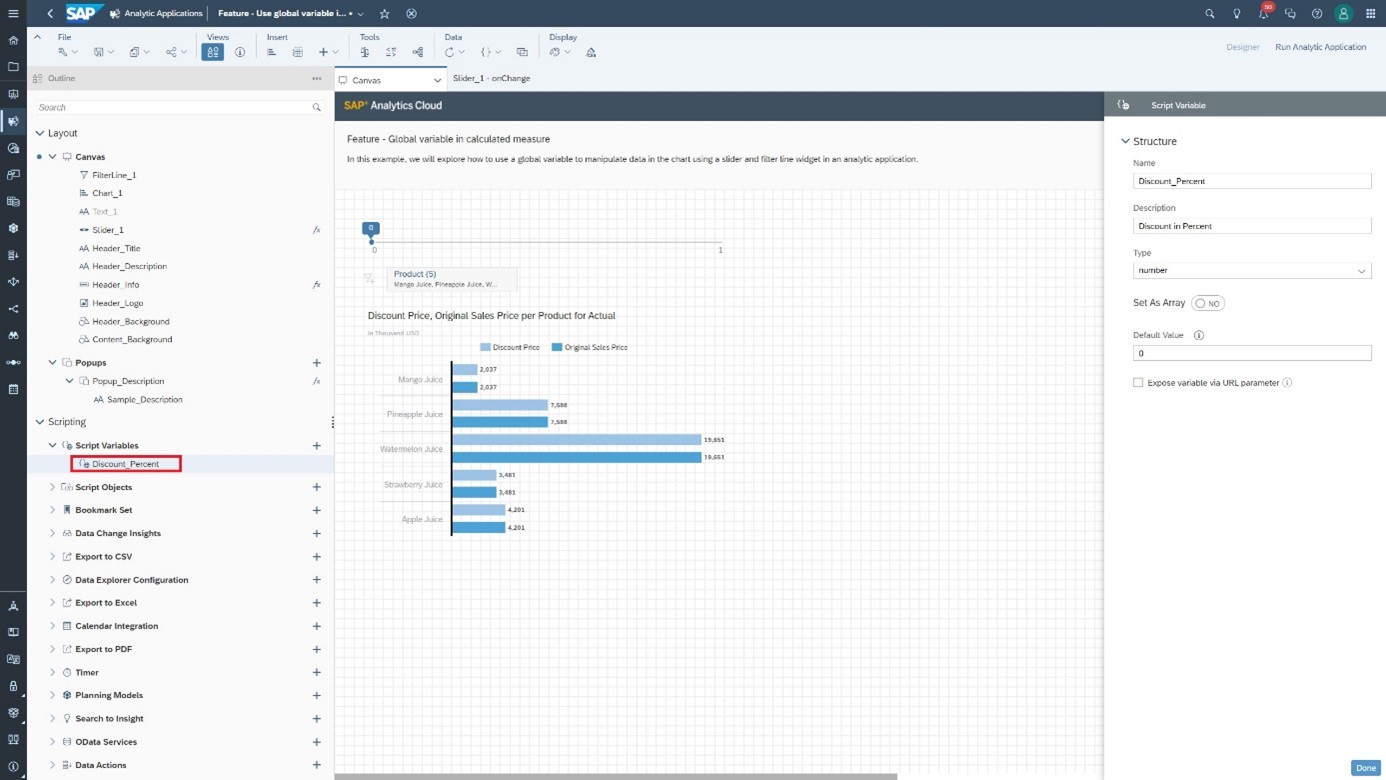 SAP Analytic Applications Feature - Use global variable i... •
50
File Views Insert Tools Data Display
Designer Run Analytic Application
Outline
Search
Layout
Canvas
FilterLine_1
Chart_1
Text_1
Slider_1
Header_Title
Header_Description
Header_Info
Header_Logo
Header_Background
Content_Background
Popups
Popup_Description
Sample_Description
Scripting
Script Variables
Discount_Percent
Script Objects
Bookmark Set
Data Change Insights
Export to CSV
Data Explorer Configuration
Export to Excel
Calendar Integration
Export to PDF
Timer
Planning Models
Search to Insight
OData Services
Data Actions
Canvas Slider_1 - onChange
SAP® Analytics Cloud
Feature - Global variable in calculated measure
In this example, we will explore how to use a global variable to manipulate data in the chart using a slider and filter line widget in an analytic application.
0
0 1
Product (5)
Mango Juice, Pineapple Juice, W...
Discount Price, Original Sales Price per Product for Actual
In Thousand USD
Discount Price Original Sales Price
Mango Juice 2,037
2,037
Pineapple Juice 7,588
7,588
Watermelon Juice 19,651
19,651
Strawberry Juice 3,481
3,481
Apple Juice 4,201
4,201
Script Variable
Structure
Name
Discount_Percent
Description
Discount in Percent
Type
number
Set As Array NO
Default Value
0
Expose variable via URL parameter
Done